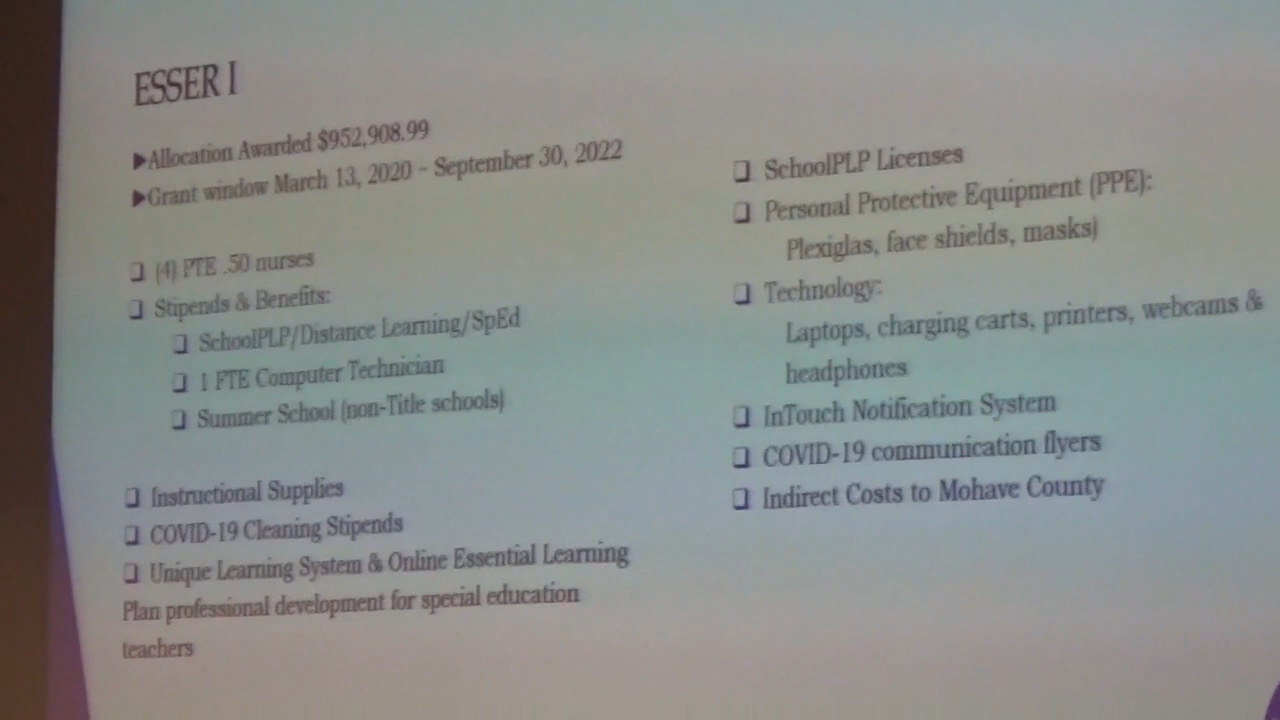 ESSER I
▶Allocation Awarded $952,908.99
▶Grant window March 13, 2020 - September 30, 2022
❑ (4) PTE .50 nurses
❑ Stipends & Benefits:
❑ SchoolPLP/Distance Learning/SpEd
❑ 1 FTE Computer Technician
❑ Summer School (non-Title schools)
❑ Instructional Supplies
❑ COVID-19 Cleaning Stipends
❑ Unique Learning System & Online Essential Learning
Plan professional development for special education
teachers
❑ SchoolPLP Licenses
❑ Personal Protective Equipment (PPE):
Plexiglas, face shields, masks)
❑ Technology:
Laptops, charging carts, printers, webcams &
headphones
❑ InTouch Notification System
❑ COVID-19 communication flyers
❑ Indirect Costs to Mohave County